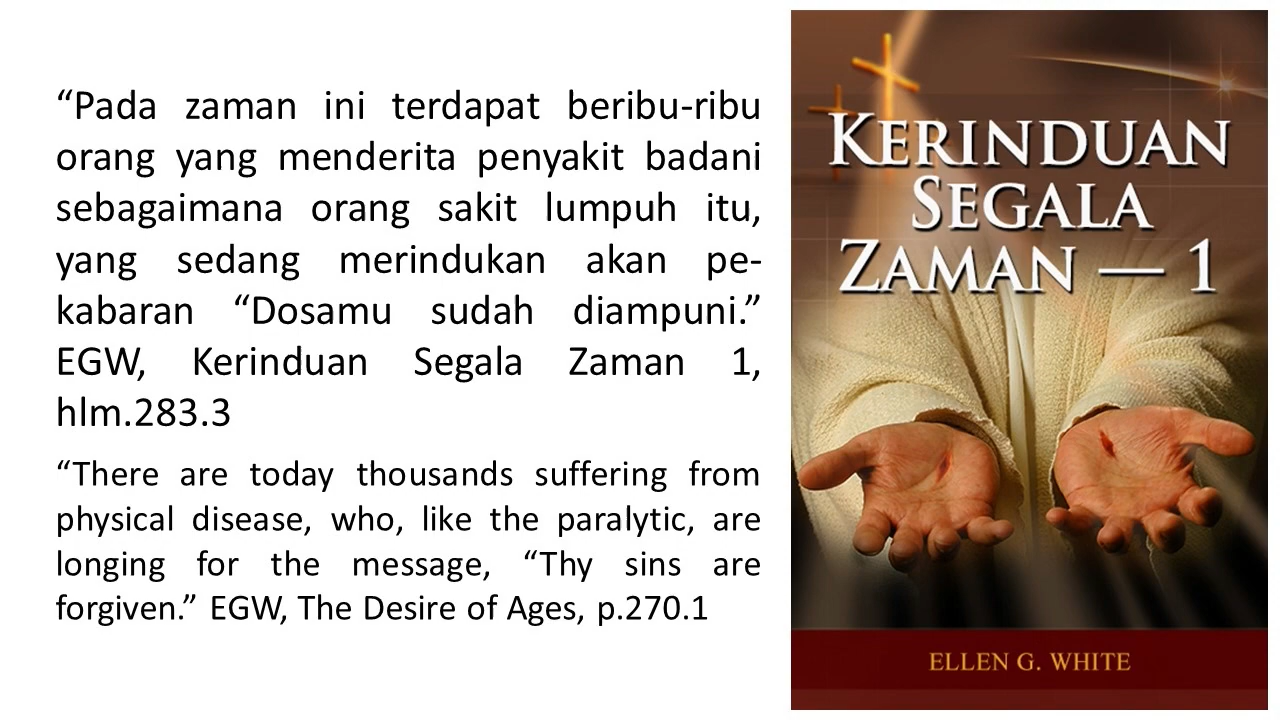 “Pada zaman ini terdapat beribu-ribu
orang yang menderita penyakit badani
sebagaimana orang sakit lumpuh itu,
yang sedang merindukan akan pe-
kabaran “Dosamu sudah diampuni.”
EGW, Kerinduan Segala Zaman 1,
hlm.283.3
“There are today thousands suffering from
physical disease, who, like the paralytic, are
longing for the message, “Thy sins are
forgiven.” EGW, The Desire of Ages, p.270.1
KERINDUAN
SEGALA
ZAMAN — 1
ELLEN G. WHITE